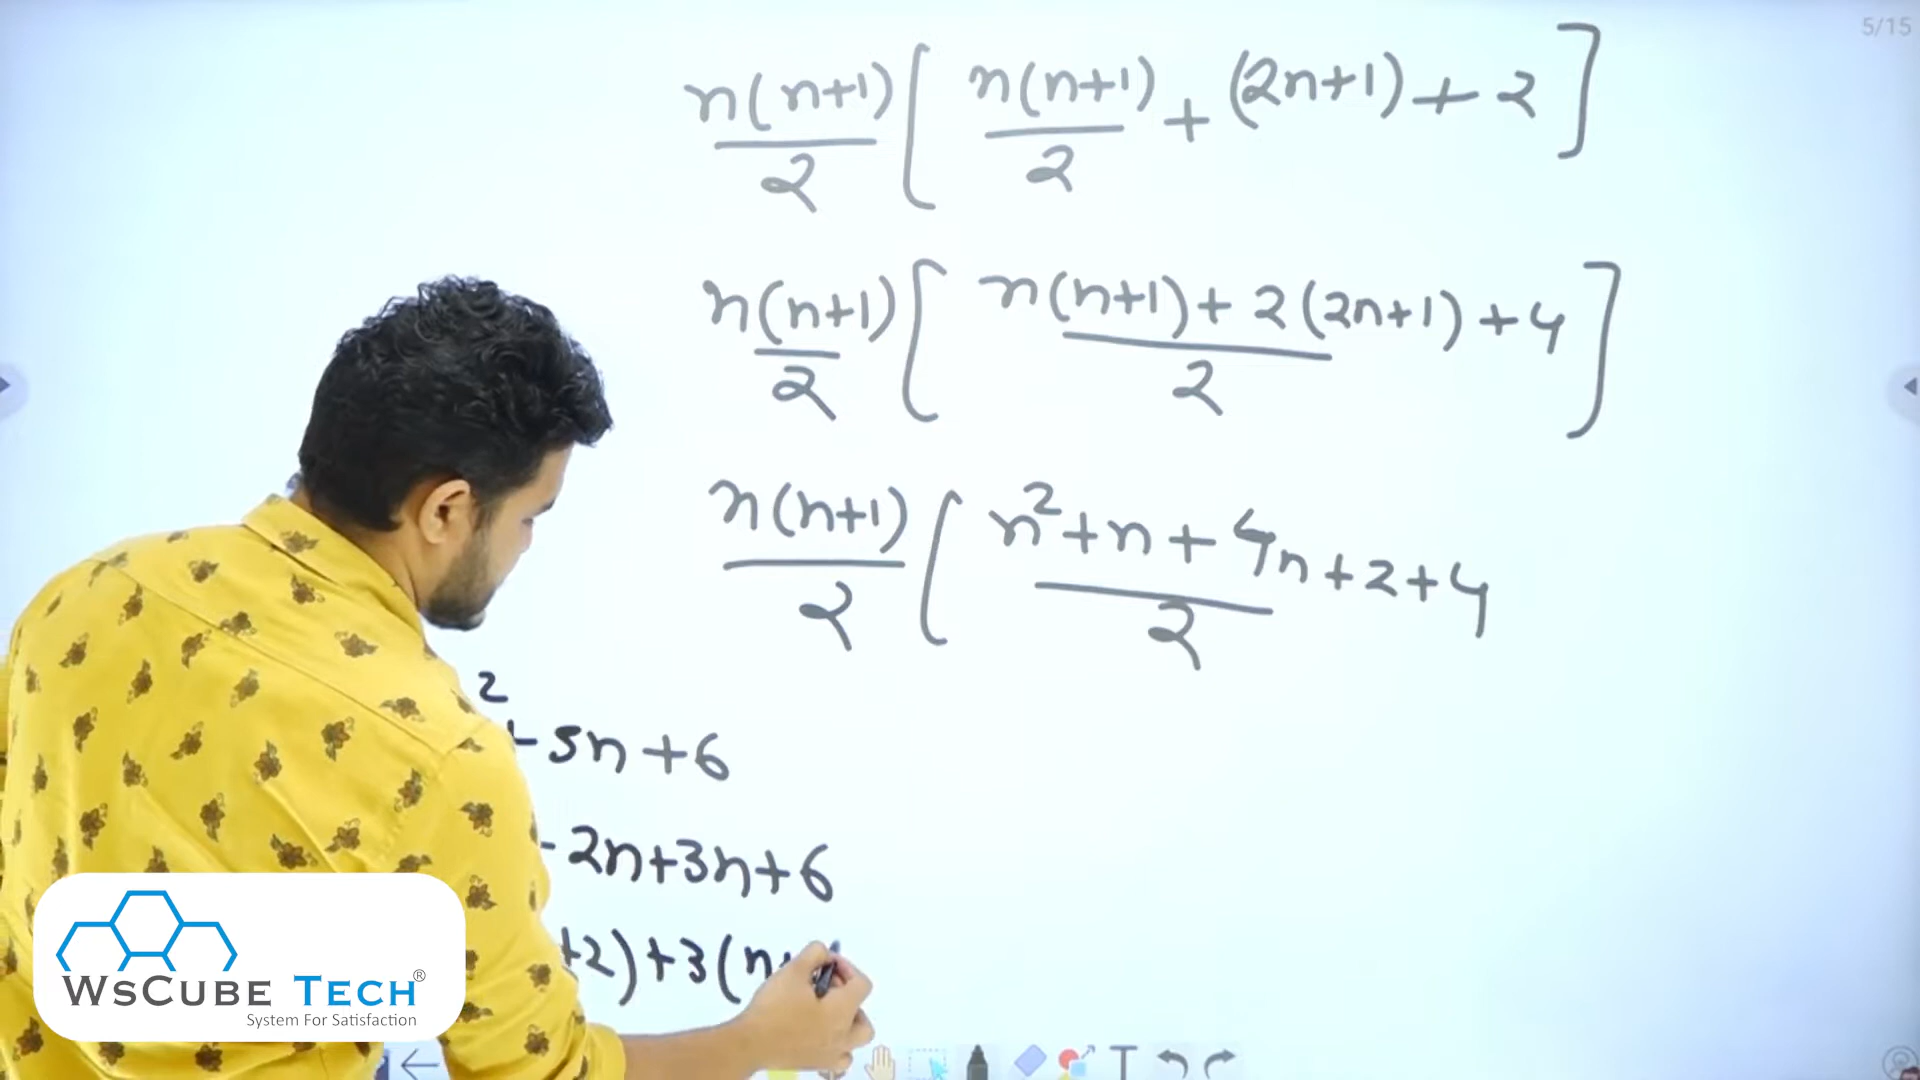 5/15
n(n+1)/2 [ n(n+1)/2 + (2n+1) + 2 ]
n(n+1)/2 [ n(n+1) + 2(2n+1) + 4 / 2 ]
n(n+1)/2 [ n²+n+4n+2+4 / 2
2
+5n+6
2n+3n+6
+2)+3(n+
WsCube Tech®
System For Satisfaction
T